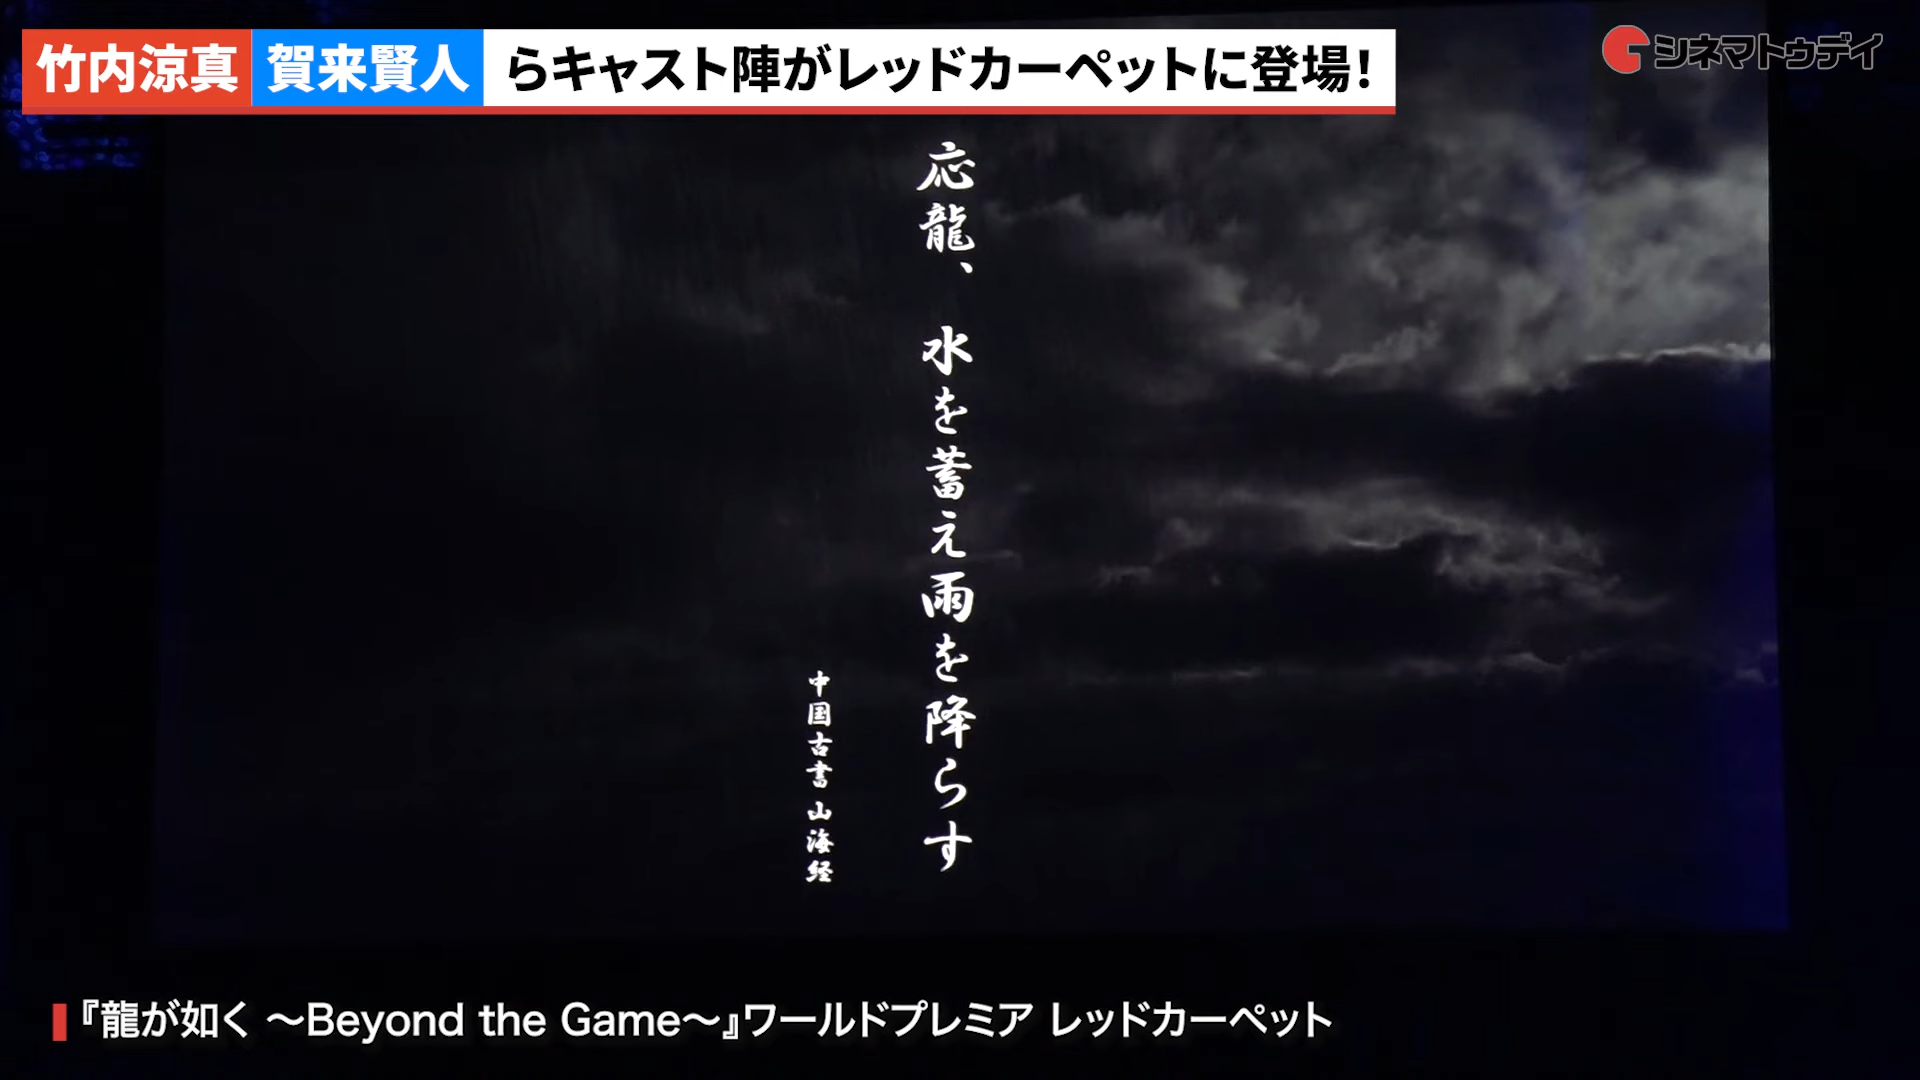 竹内涼真 賀来賢人 らキャスト陣がレッドカーペットに登場！
シネマトゥデイ
応龍、 水を蓄え雨を降らす
中国古書 山海経
『龍が如く 〜Beyond the Game〜』ワールドプレミア レッドカーペット